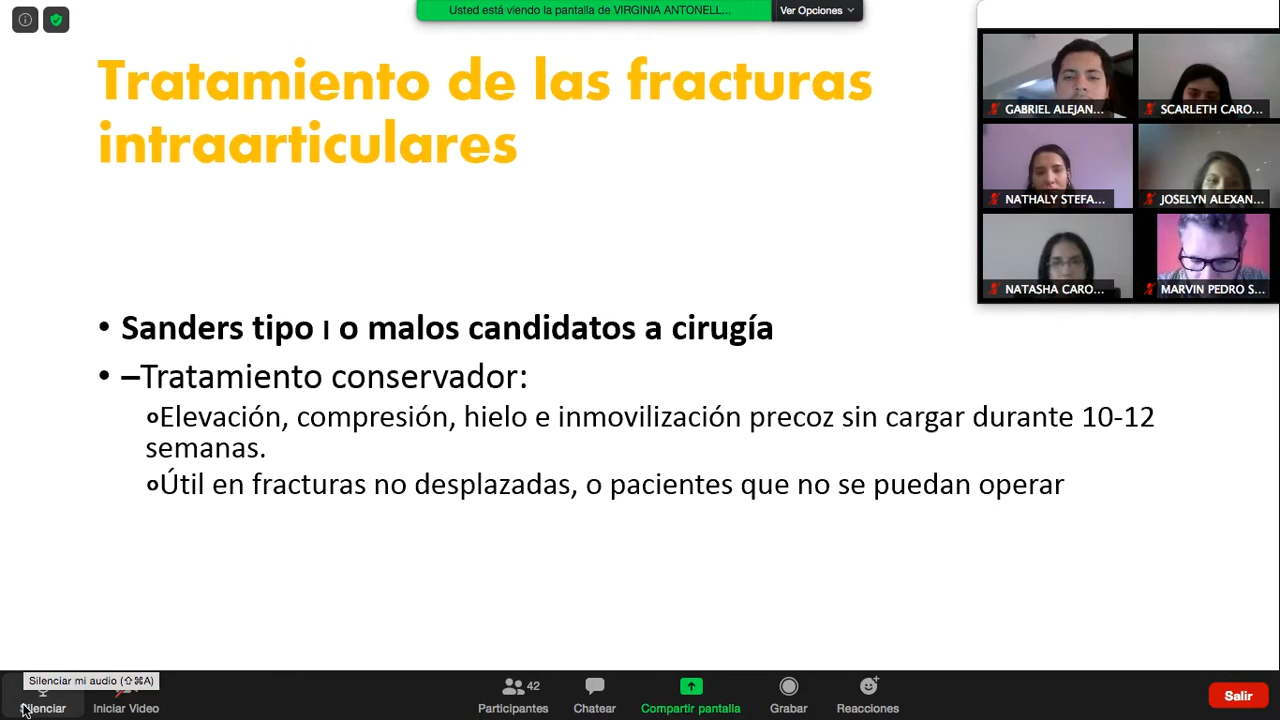 Usted está viendo la pantalla de VIRGINIA ANTONELL...
Ver Opciones
Tratamiento de las fracturas
intraarticulares
GABRIEL ALEJAN...
SCARLETH CARO...
NATHALY STEFA...
JOSELYN ALEXAN...
NATASHA CARO...
MARVIN PEDRO S...
• Sanders tipo I o malos candidatos a cirugía
• –Tratamiento conservador:
Elevación, compresión, hielo e inmovilización precoz sin cargar durante 10-12
semanas.
Útil en fracturas no desplazadas, o pacientes que no se puedan operar
Silenciar mi audio (⇧⌘A)
Silenciar
Iniciar Video
42
Participantes
Chatear
Compartir pantalla
Grabar
Reacciones
Salir